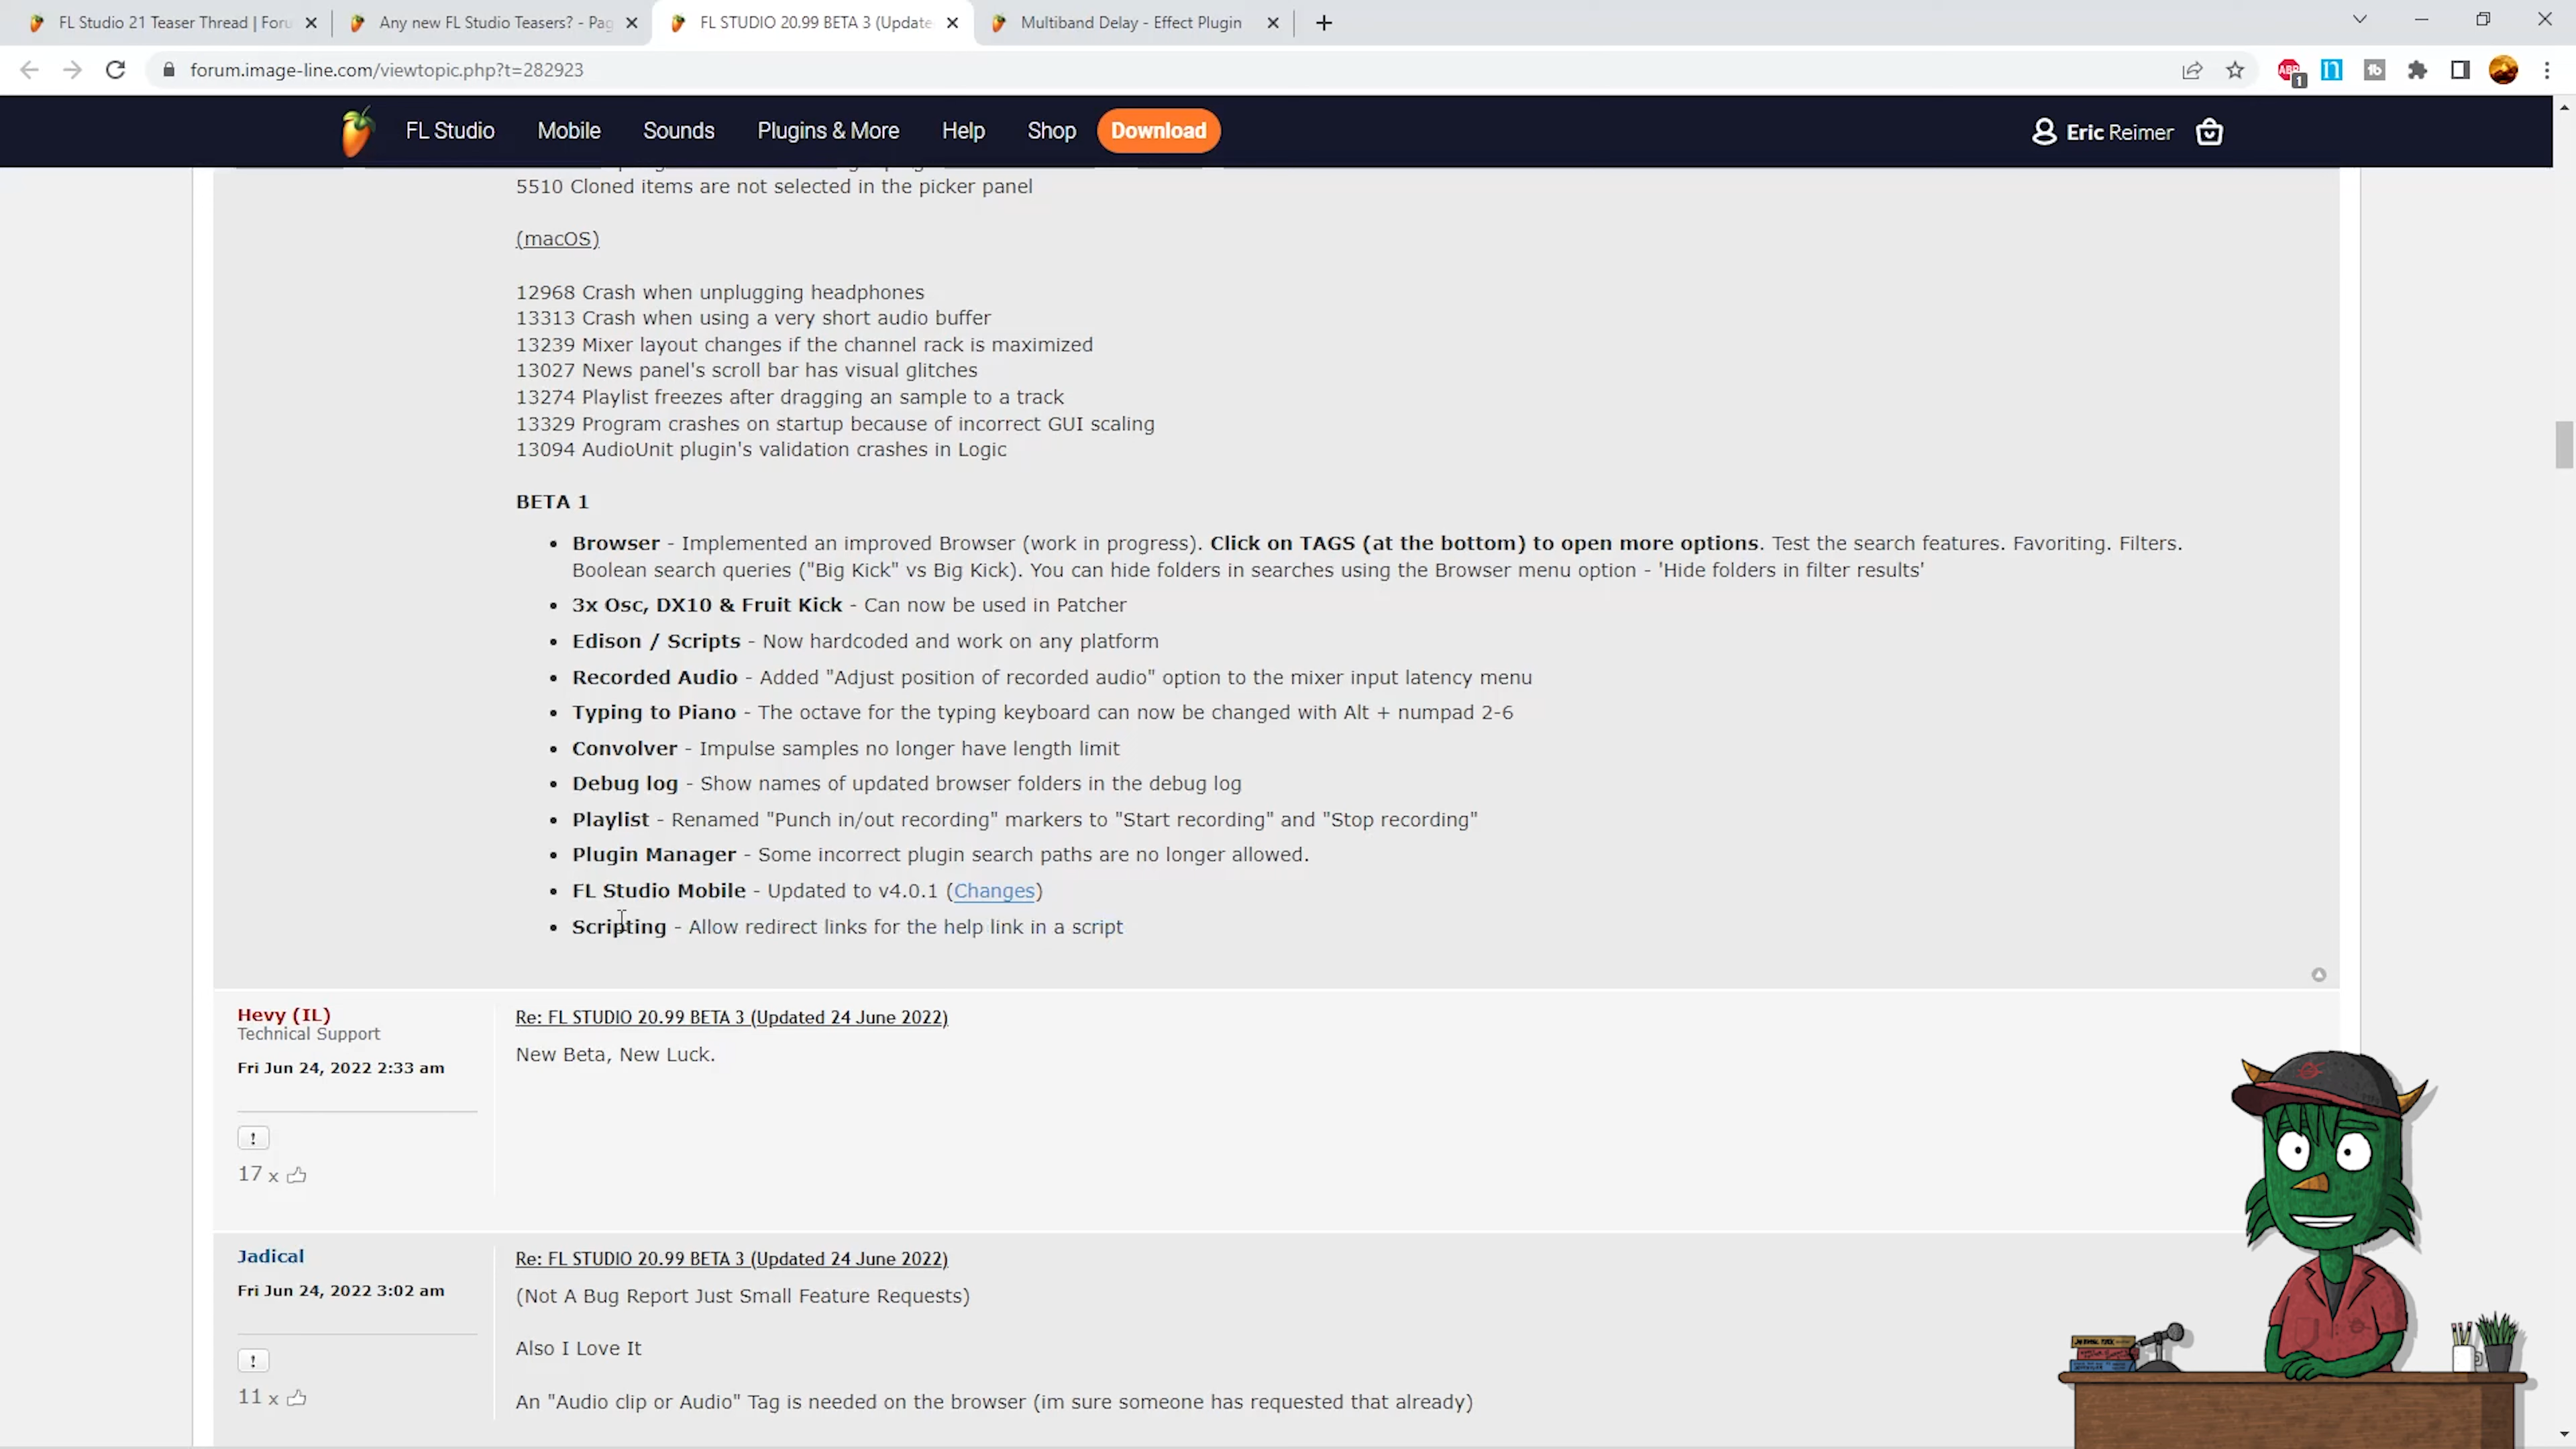 FL Studio 21 Teaser Thread | Foru
Any new FL Studio Teasers? - Pag
FL STUDIO 20.99 BETA 3 (Update
Multiband Delay - Effect Plugin
forum.image-line.com/viewtopic.php?t=282923
ABP
1
n
tb
FL Studio
Mobile
Sounds
Plugins & More
Help
Shop
Download
Eric Reimer
5510 Cloned items are not selected in the picker panel
(macOS)
12968 Crash when unplugging headphones
13313 Crash when using a very short audio buffer
13239 Mixer layout changes if the channel rack is maximized
13027 News panel's scroll bar has visual glitches
13274 Playlist freezes after dragging an sample to a track
13329 Program crashes on startup because of incorrect GUI scaling
13094 AudioUnit plugin's validation crashes in Logic
BETA 1
• Browser - Implemented an improved Browser (work in progress). Click on TAGS (at the bottom) to open more options. Test the search features. Favoriting. Filters.
Boolean search queries ("Big Kick" vs Big Kick). You can hide folders in searches using the Browser menu option - 'Hide folders in filter results'
• 3x Osc, DX10 & Fruit Kick - Can now be used in Patcher
• Edison / Scripts - Now hardcoded and work on any platform
• Recorded Audio - Added "Adjust position of recorded audio" option to the mixer input latency menu
• Typing to Piano - The octave for the typing keyboard can now be changed with Alt + numpad 2-6
• Convolver - Impulse samples no longer have length limit
• Debug log - Show names of updated browser folders in the debug log
• Playlist - Renamed "Punch in/out recording" markers to "Start recording" and "Stop recording"
• Plugin Manager - Some incorrect plugin search paths are no longer allowed.
• FL Studio Mobile - Updated to v4.0.1 (Changes)
• Scripting - Allow redirect links for the help link in a script
Hevy (IL)
Technical Support
Fri Jun 24, 2022 2:33 am
!
17 x
Re: FL STUDIO 20.99 BETA 3 (Updated 24 June 2022)
New Beta, New Luck.
Jadical
Fri Jun 24, 2022 3:02 am
!
11 x
Re: FL STUDIO 20.99 BETA 3 (Updated 24 June 2022)
(Not A Bug Report Just Small Feature Requests)
Also I Love It
An "Audio clip or Audio" Tag is needed on the browser (im sure someone has requested that already)